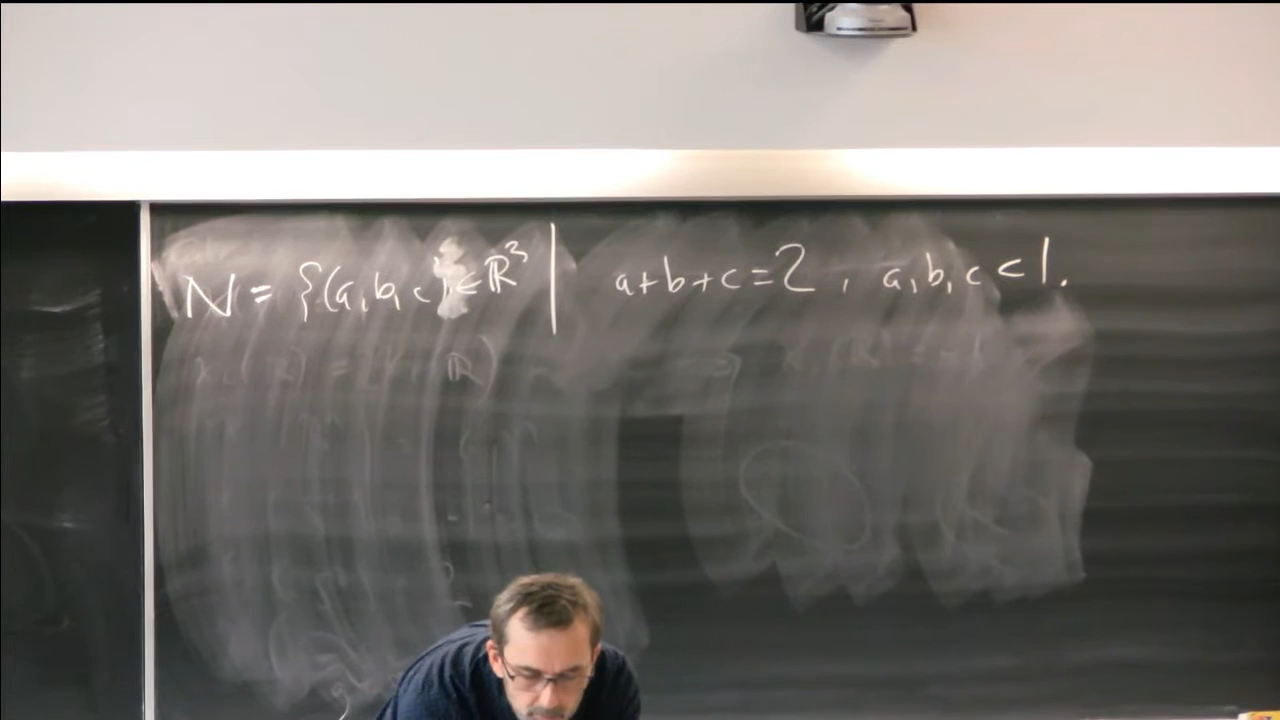 N = {(a, b, c) ∈ ℝ³ | a+b+c=2, a, b, c < 1.